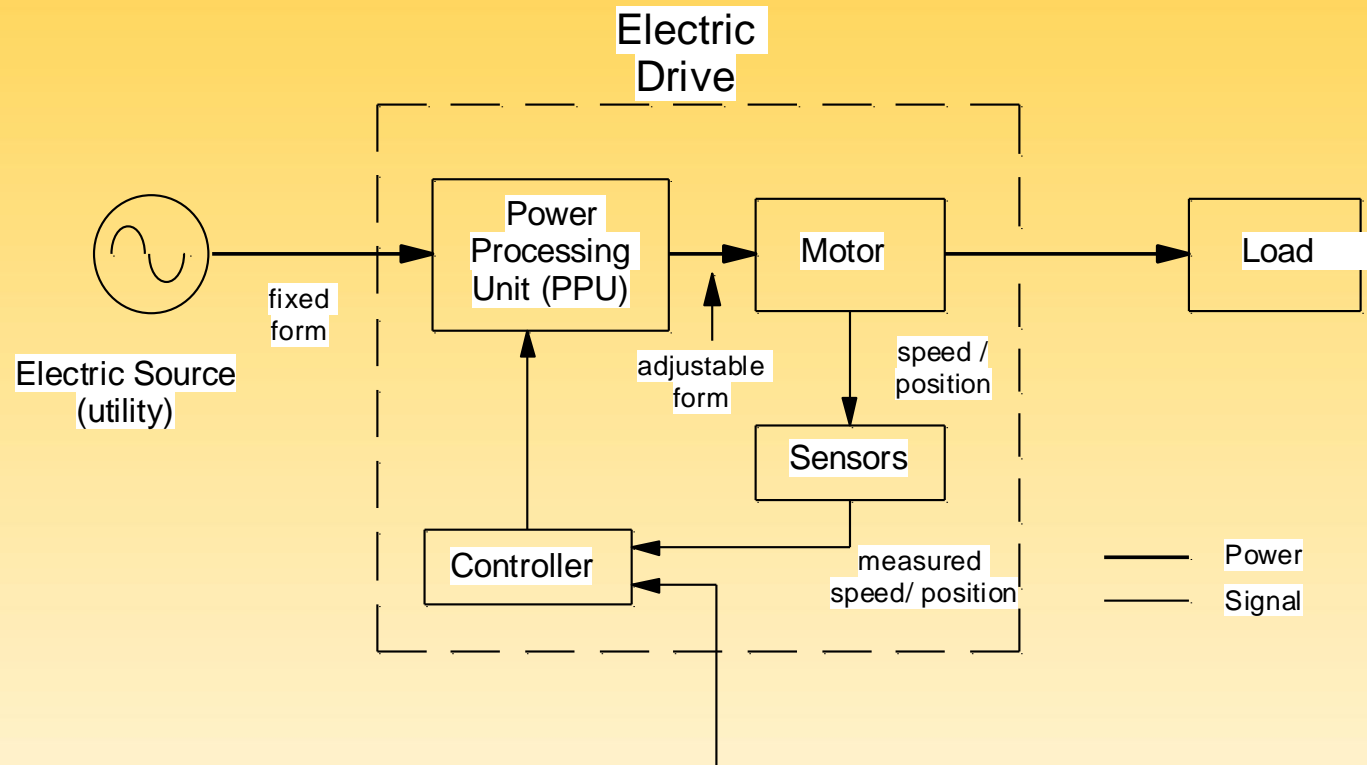 Electric
Drive
Power
Processing
Unit (PPU)
Motor
Load
fixed
form
Electric Source
(utility)
adjustable
form
speed /
position
Sensors
Controller
measured
speed/ position
Power
Signal